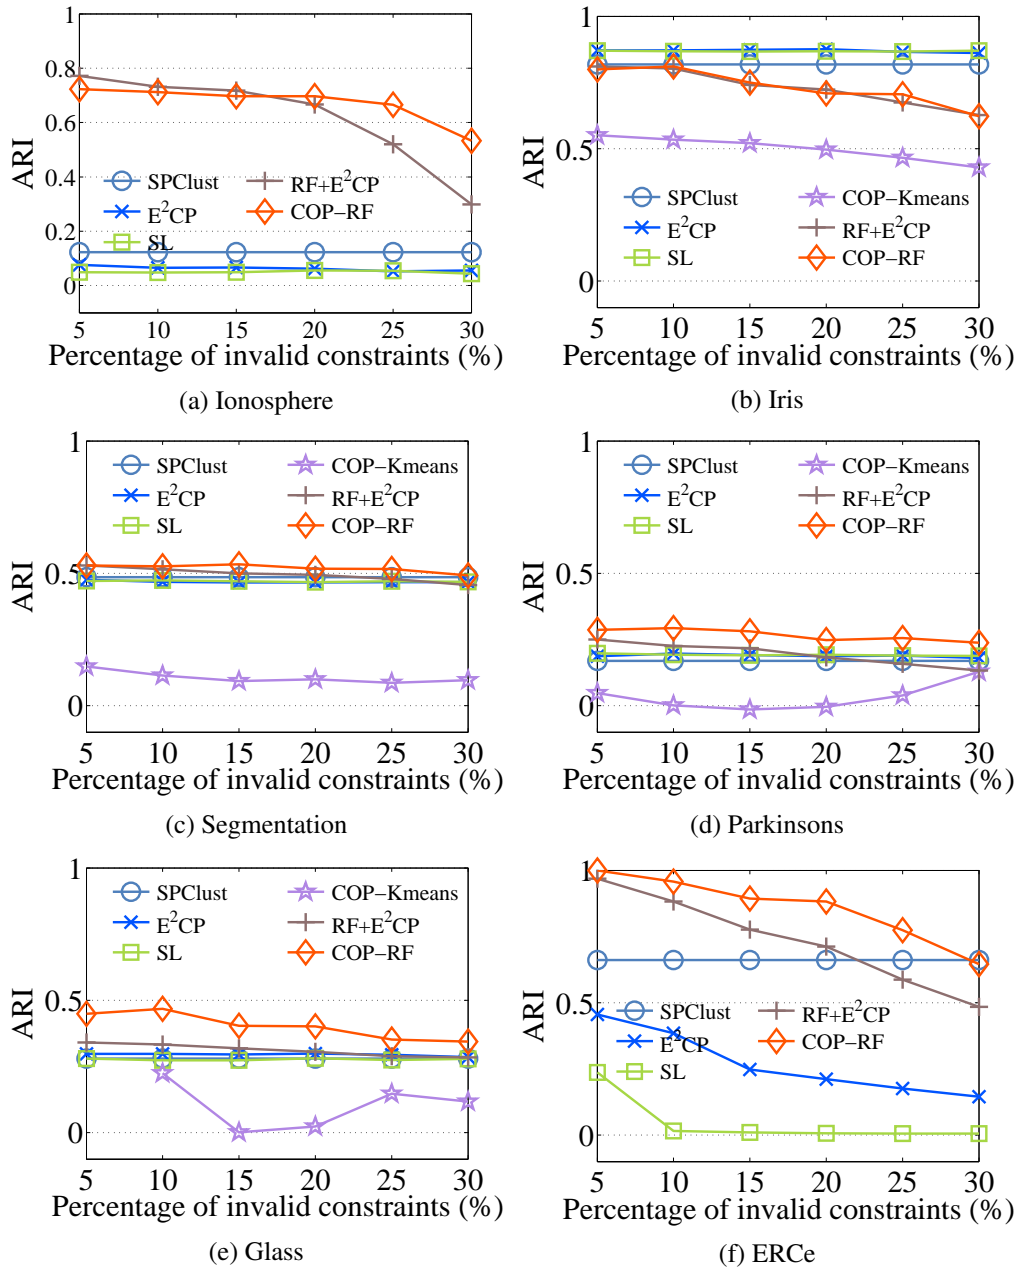 1
0.8
0.6
0.4
0.2
0
ARI
SPClust
E²CP
SL
RF+E²CP
COP−RF
5 10 15 20 25 30
Percentage of invalid constraints (%)
(a) Ionosphere
1
0.5
0
ARI
SPClust
E²CP
SL
COP−Kmeans
RF+E²CP
COP−RF
5 10 15 20 25 30
Percentage of invalid constraints (%)
(b) Iris
1
0.5
0
ARI
SPClust
E²CP
SL
COP−Kmeans
RF+E²CP
COP−RF
5 10 15 20 25 30
Percentage of invalid constraints (%)
(c) Segmentation
1
0.5
0
ARI
SPClust
E²CP
SL
COP−Kmeans
RF+E²CP
COP−RF
5 10 15 20 25 30
Percentage of invalid constraints (%)
(d) Parkinsons
1
0.5
0
ARI
SPClust
E²CP
SL
COP−Kmeans
RF+E²CP
COP−RF
5 10 15 20 25 30
Percentage of invalid constraints (%)
(e) Glass
1
0.5
0
ARI
SPClust
E²CP
SL
RF+E²CP
COP−RF
5 10 15 20 25 30
Percentage of invalid constraints (%)
(f) ERCe